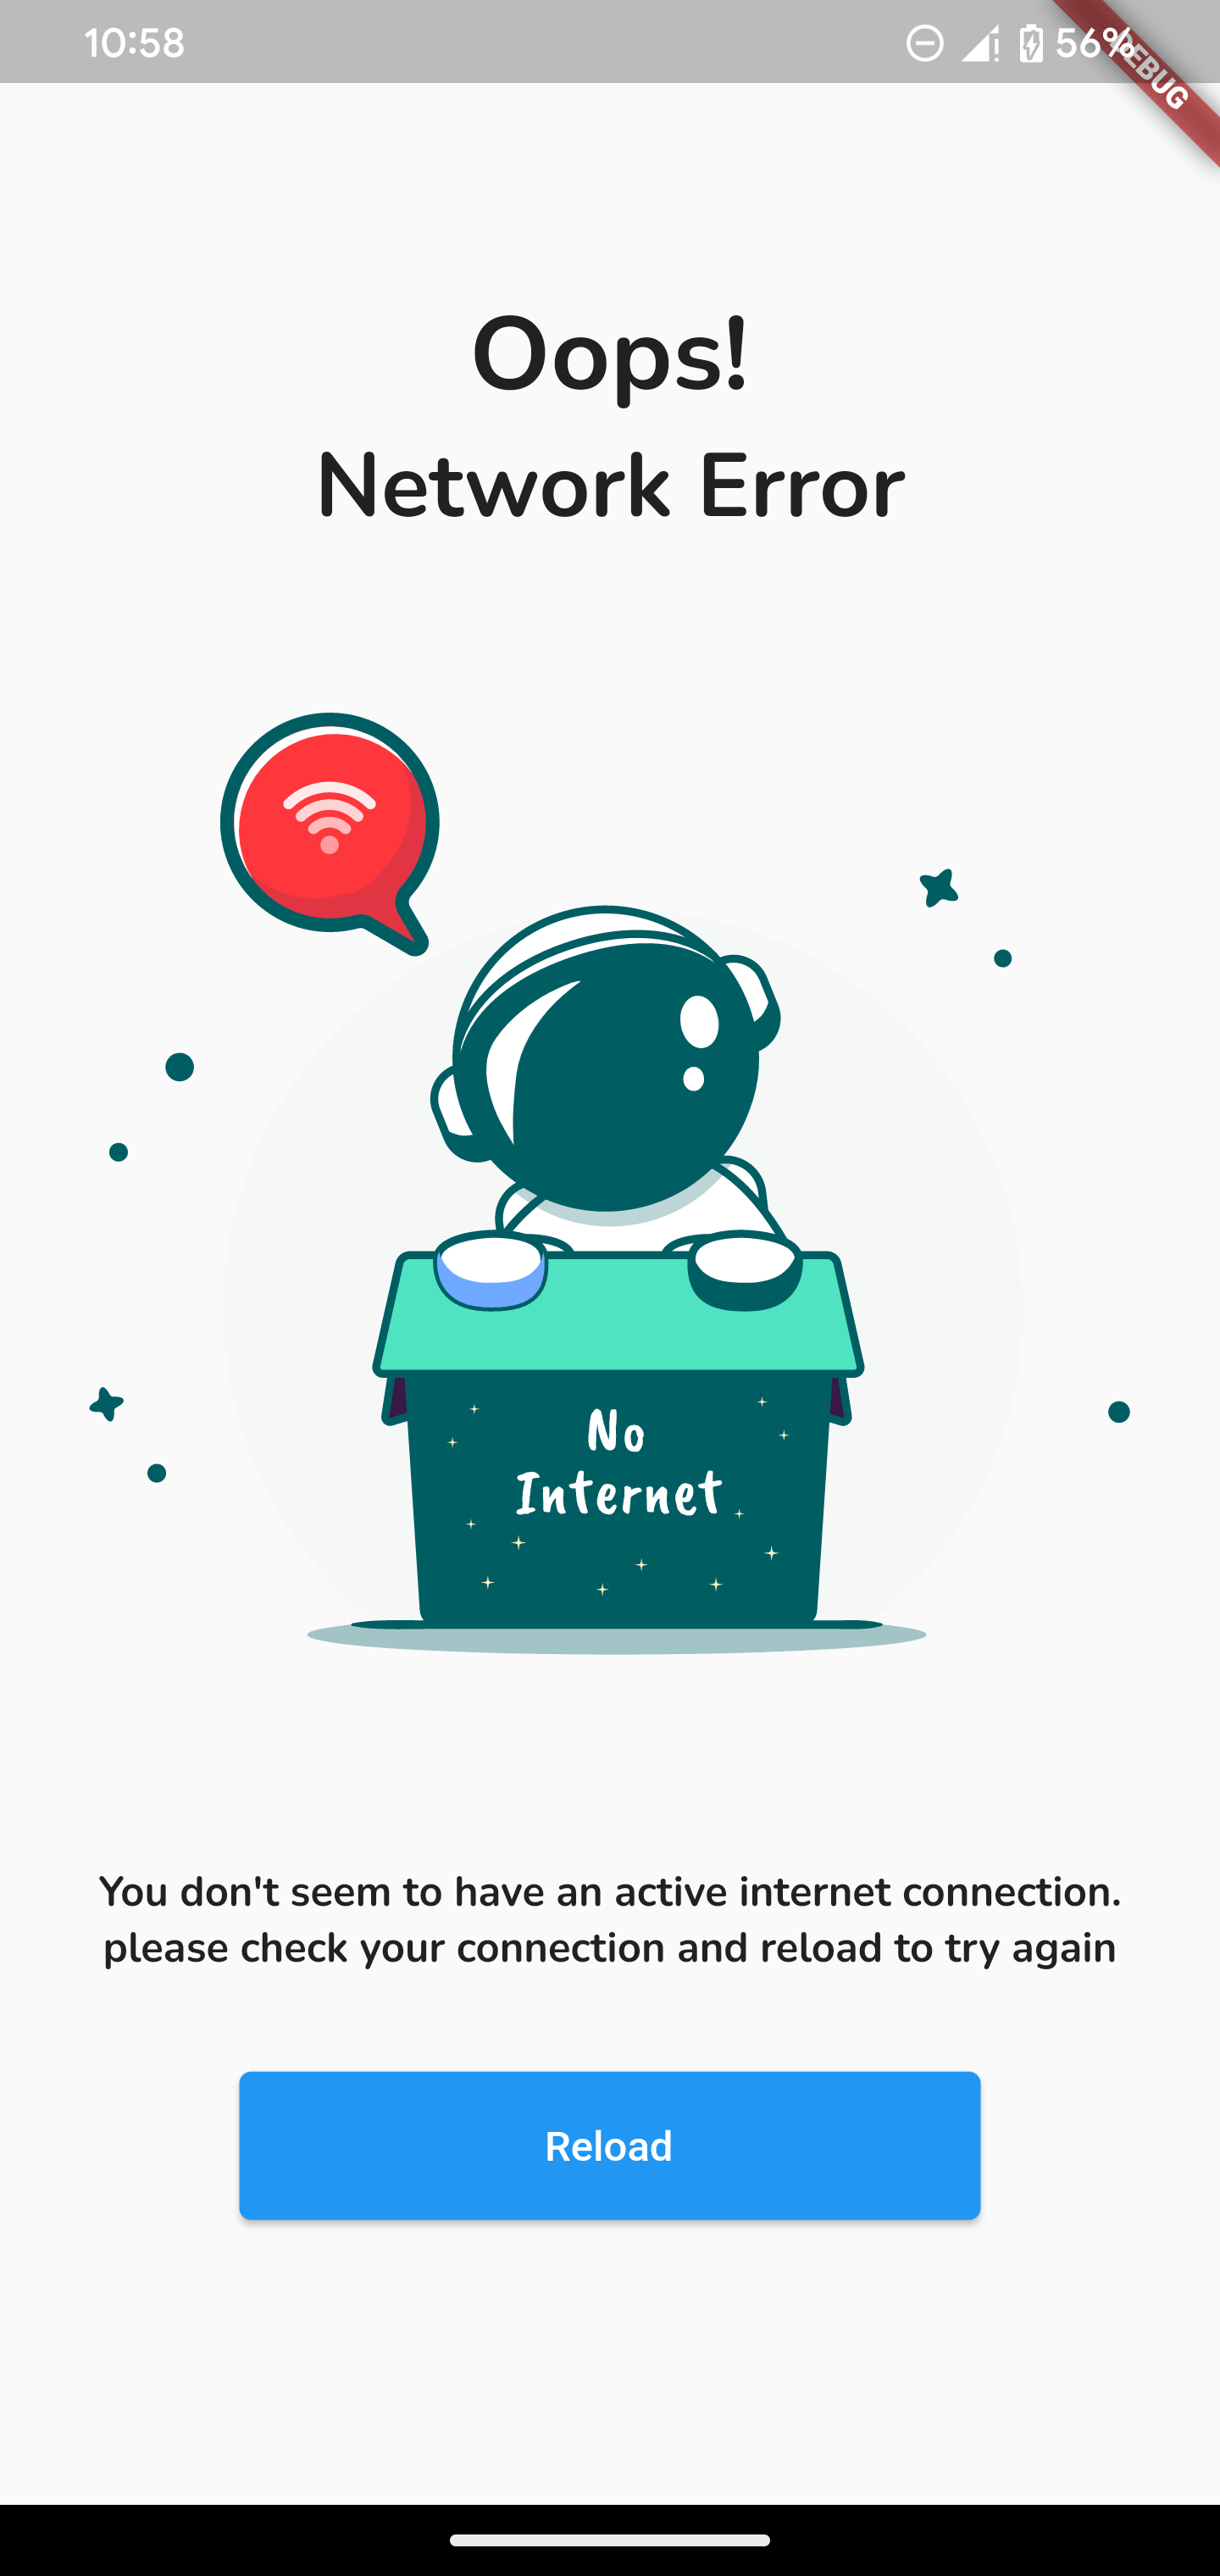 10:58
56%
DEBUG
Oops!
Network Error
No
Internet
You don't seem to have an active internet connection.
please check your connection and reload to try again
Reload